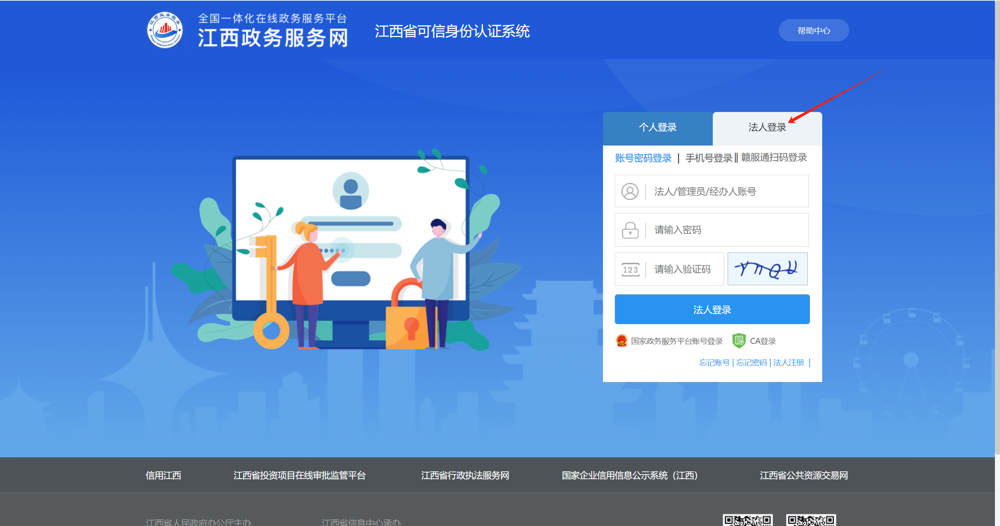 全国一体化在线政务服务平台
江西政务服务网
江西省可信身份认证系统
帮助中心
个人登录
法人登录
账号密码登录 | 手机号登录 || 赣服通扫码登录
法人/管理员/经办人账号
请输入密码
123
请输入验证码
YnQU
法人登录
国家政务服务平台账号登录
CA登录
忘记账号 | 忘记密码 | 法人注册 |
信用江西
江西省投资项目在线审批监管平台
江西省行政执法服务网
国家企业信用信息公示系统（江西）
江西省公共资源交易网
江西省人民政府办公厅主办
江西省信息中心承办